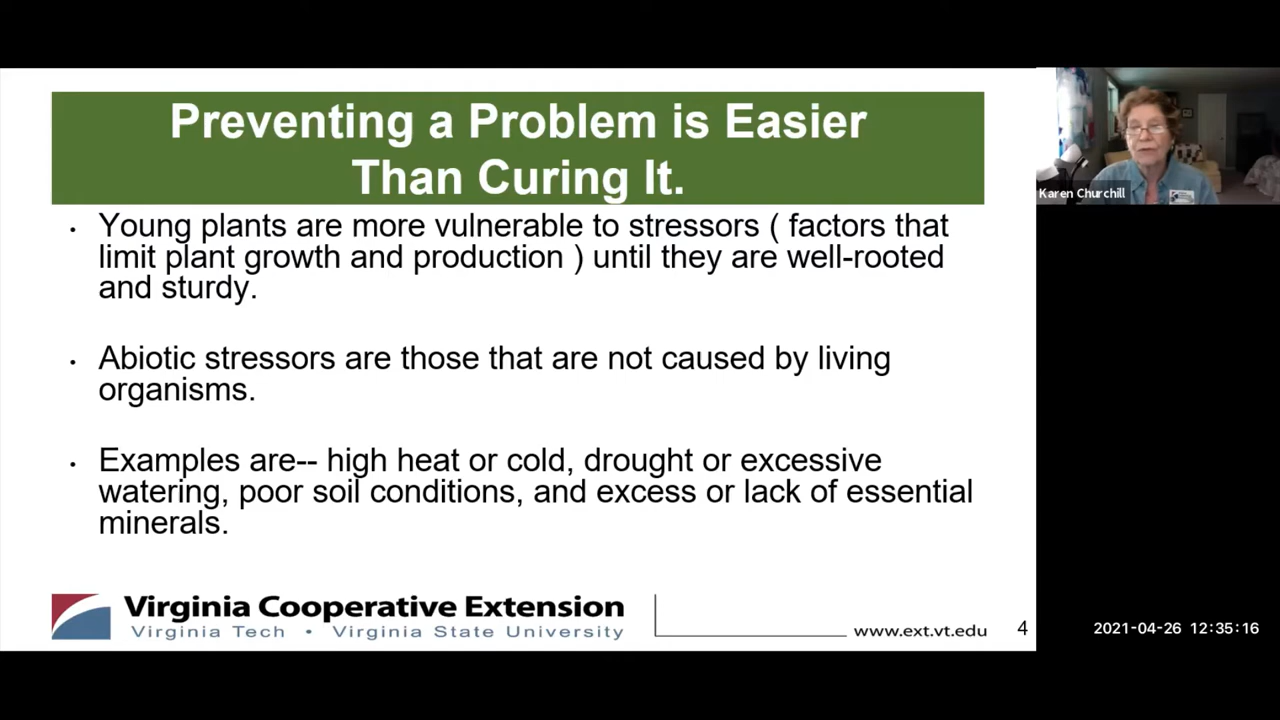 Preventing a Problem is Easier
Than Curing It.
• Young plants are more vulnerable to stressors ( factors that
limit plant growth and production ) until they are well-rooted
and sturdy.
• Abiotic stressors are those that are not caused by living
organisms.
• Examples are-- high heat or cold, drought or excessive
watering, poor soil conditions, and excess or lack of essential
minerals.
Virginia Cooperative Extension
Virginia Tech • Virginia State University
www.ext.vt.edu
4
Karen Churchill
2021-04-26 12:35:16